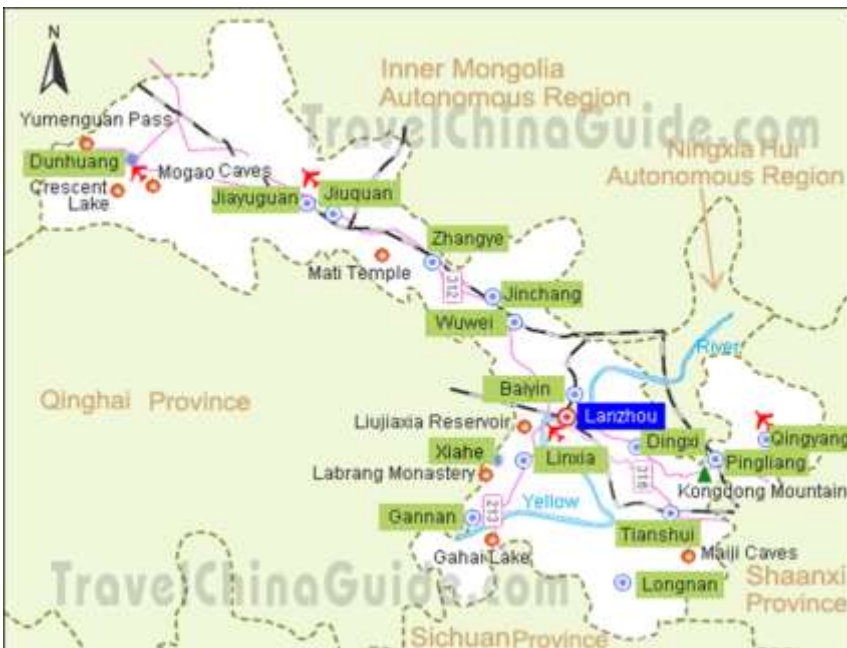 N
Inner Mongolia
Autonomous Region
TravelChinaGuide.com
Yumenguan Pass
Ningxia Hui
Autonomous Region
Dunhuang
Mogao Caves
Crescent
Lake
Jiayuguan
Jiuquan
Zhangye
Mati Temple
312
Jinchang
Wuwei
River
Qinghai Province
Baiyin
Lanzhou
Liujiaxia Reservoir
Dingxi
Qingyang
Xiahe
Linxia
Pingliang
Labrang Monastery
316
Kongdong Mountain
Gannan
213
Yellow
Tianshui
Gahai Lake
Maiji Caves
TravelChinaGuide.com
Longnan
Shaanxi
Province
Sichuan Province